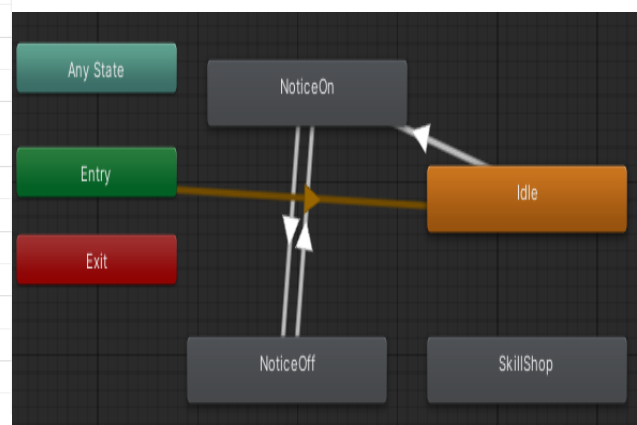 Any State
NoticeOn
Entry
Idle
Exit
NoticeOff
SkillShop